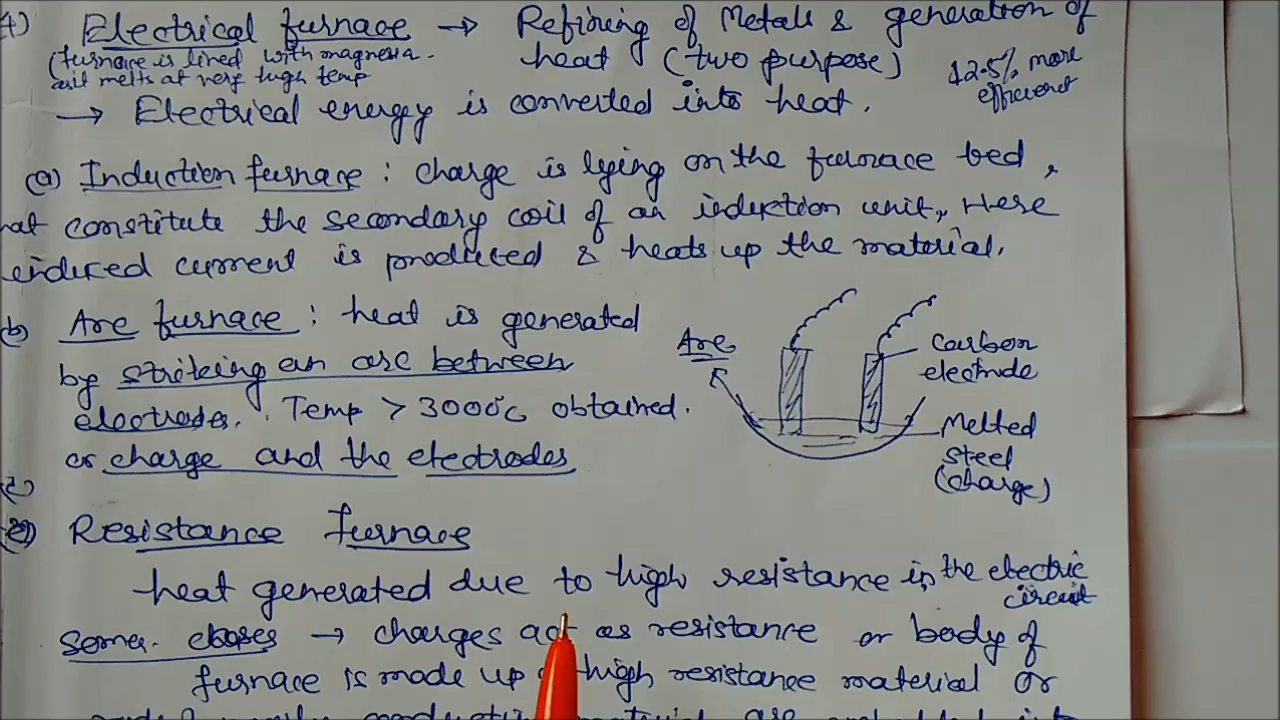 4) Electrical furnace → Refining of Metals & generation of
heat (two purpose)
(furnace is lined with magnesia.
melts at very high temp
12.5% more
efficient
→ Electrical energy is converted into heat.
(a) Induction furnace : charge is lying on the furnace bed,
hat constitute the secondary coil of an induction unit, Here
induced current is produced & heats up the material.
(b) Arc furnace : heat is generated
by striking an arc between
electrodes. Temp > 3000°c obtained.
or charge and the electrodes
Arc
Carbon
electrode
Melted
Steel
(charge)
(c)
Resistance furnace
heat generated due to high resistance in the electric
circuit
Some cases → charges act as resistance or body of
furnace is made up high resistance material or
material are